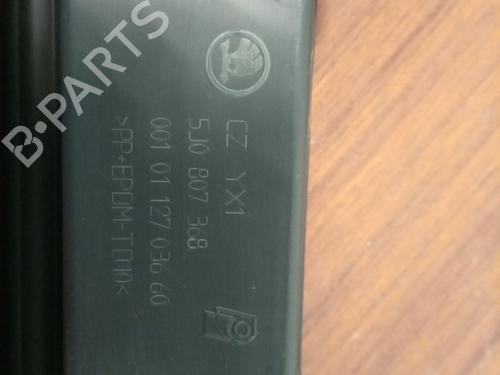 CZ YX1
5J0 807 368
001 01 127 036 60
>PP+EPDM-TD10<
B-PARTS